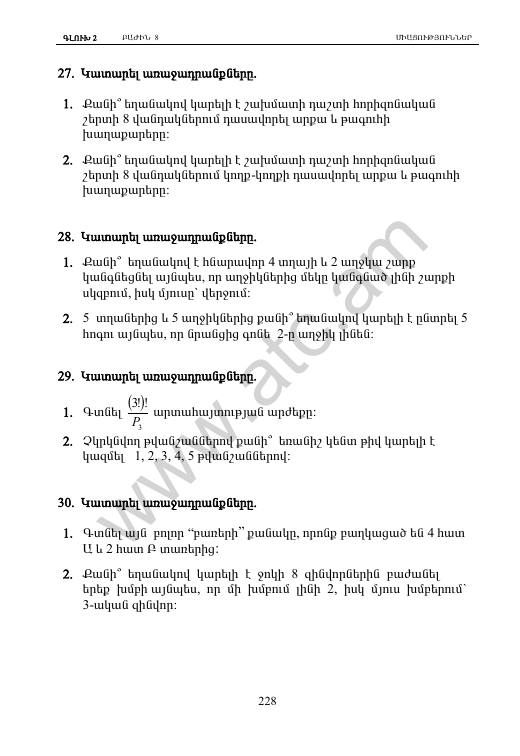 ԳԼՈՒԽ 2 ԲԱԺԻՆ 8 ՄԻԱՑՈՒԹՅՈՒՆՆԵՐ
27. Կատարել առաջադրանքները.
1. Քանի՞ եղանակով կարելի է շախմատի դաշտի հորիզոնական
շերտի 8 վանդակներում դասավորել արքա և թագուհի
խաղաքարերը:
2. Քանի՞ եղանակով կարելի է շախմատի դաշտի հորիզոնական
շերտի 8 վանդակներում կողք-կողքի դասավորել արքա և թագուհի
խաղաքարերը:
28. Կատարել առաջադրանքները.
1. Քանի՞ եղանակով է հնարավոր 4 տղայի և 2 աղջկա շարք
կանգնեցնել այնպես, որ աղջիկներից մեկը կանգնած լինի շարքի
սկզբում, իսկ մյուսը՝ վերջում:
2. 5 տղաներից և 5 աղջիկներից քանի՞ եղանակով կարելի է ընտրել 5
հոգու այնպես, որ նրանցից գոնե 2-ը աղջիկ լինեն:
29. Կատարել առաջադրանքները.
1. Գտնել (3!)!/P₃ արտահայտության արժեքը:
2. Չկրկնվող թվանշաններով քանի՞ եռանիշ կենտ թիվ կարելի է
կազմել 1, 2, 3, 4, 5 թվանշաններով:
30. Կատարել առաջադրանքները.
1. Գտնել այն բոլոր “բառերի” քանակը, որոնք բաղկացած են 4 հատ
Ա և 2 հատ Բ տառերից:
2. Քանի՞ եղանակով կարելի է ջոկի 8 զինվորներին բաժանել
երեք խմբի այնպես, որ մի խմբում լինի 2, իսկ մյուս խմբերում՝
3-ական զինվոր:
228
www.atc.am